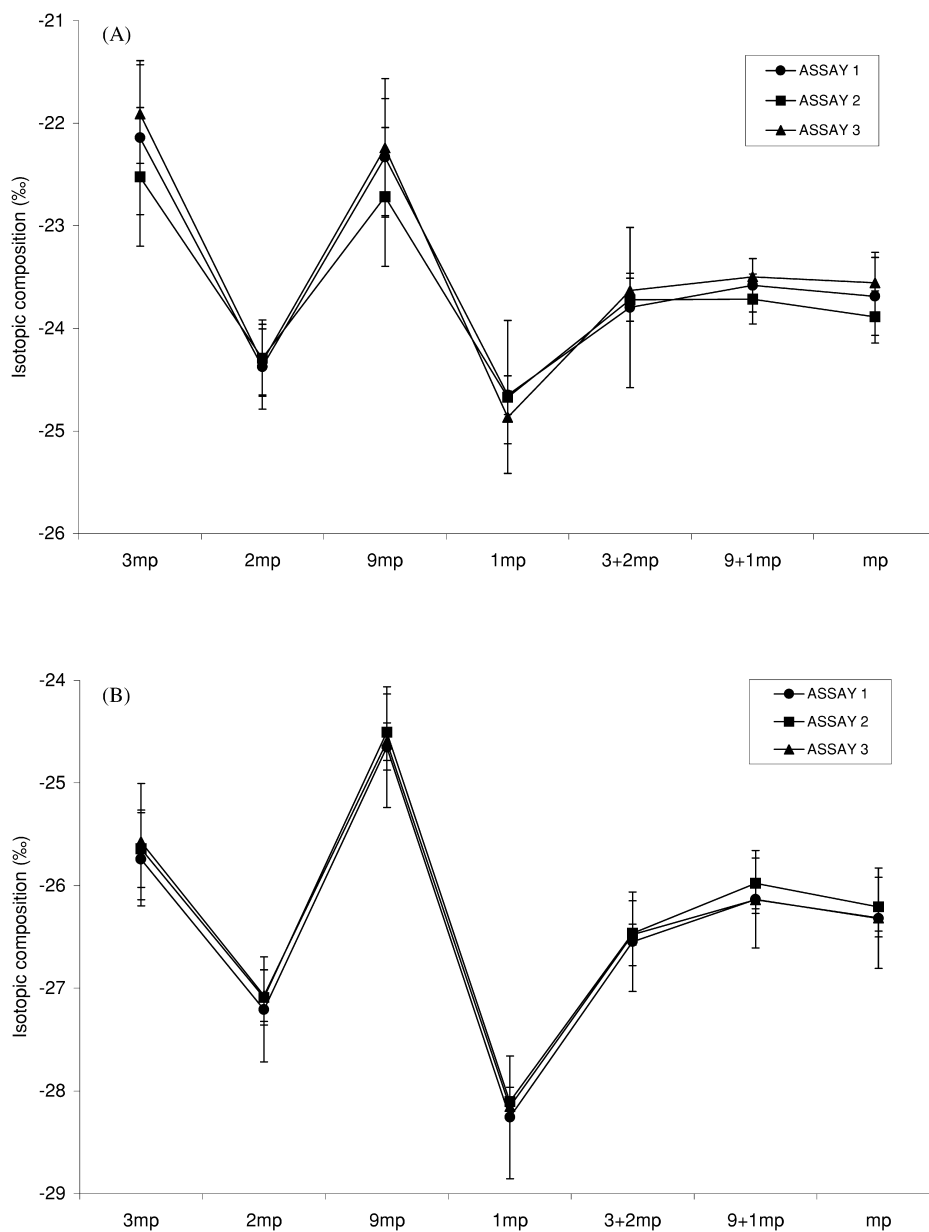 (A)
Isotopic composition (‰)
-21
-22
-23
-24
-25
-26
ASSAY 1
ASSAY 2
ASSAY 3
3mp 2mp 9mp 1mp 3+2mp 9+1mp mp
(B)
Isotopic composition (‰)
-24
-25
-26
-27
-28
-29
ASSAY 1
ASSAY 2
ASSAY 3
3mp 2mp 9mp 1mp 3+2mp 9+1mp mp